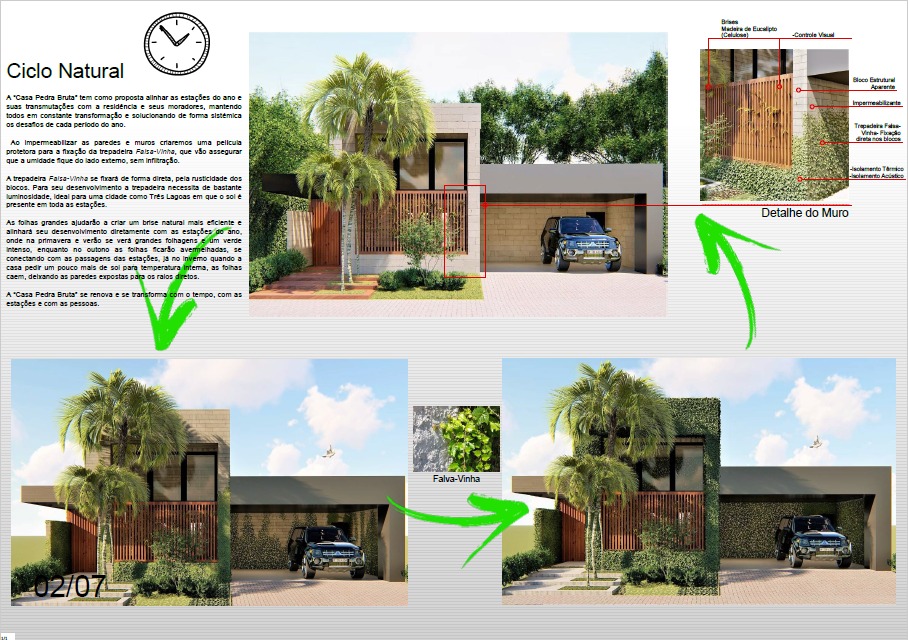 Ciclo Natural
A "Casa Pedra Bruta" tem como proposta alinhar as estações do ano e
suas transmutações com a residência e seus moradores, mantendo
todos em constante transformação e solucionando de forma sistêmica
os desafios de cada período do ano.
Ao impermeabilizar as paredes e muros criaremos uma película
protetora para a fixação da trepadeira Falsa-Vinha, que vão assegurar
que a umidade fique do lado externo, sem infiltração.
A trepadeira Falsa-Vinha se fixará de forma direta, pela rusticidade dos
blocos. Para seu desenvolvimento a trepadeira necessita de bastante
luminosidade, ideal para uma cidade como Três Lagoas em que o sol é
presente em toda as estações.
As folhas grandes ajudarão a criar um brise natural mais eficiente e
alinhará seu desenvolvimento diretamente com as estações do ano,
onde na primavera e verão se verá grandes folhagens e um verde
intenso, enquanto no outono as folhas ficarão avermelhadas, se
conectando com as passagens das estações, já no inverno quando a
casa pedir um pouco mais de sol para temperatura interna, as folhas
caem, deixando as paredes expostas para os raios diretos.
A "Casa Pedra Bruta" se renova e se transforma com o tempo, com as
estações e com as pessoas.
Brises
Madeira de Eucalipto
(Celulose)
-Controle Visual
Bloco Estrutural
Aparente
Impermeabilizante
Trepadeira Falsa-
Vinha- Fixação
direta nos blocos
-Isolamento Térmico
-Isolamento Acústico
Detalhe do Muro
Falva-Vinha
02/07
1/1